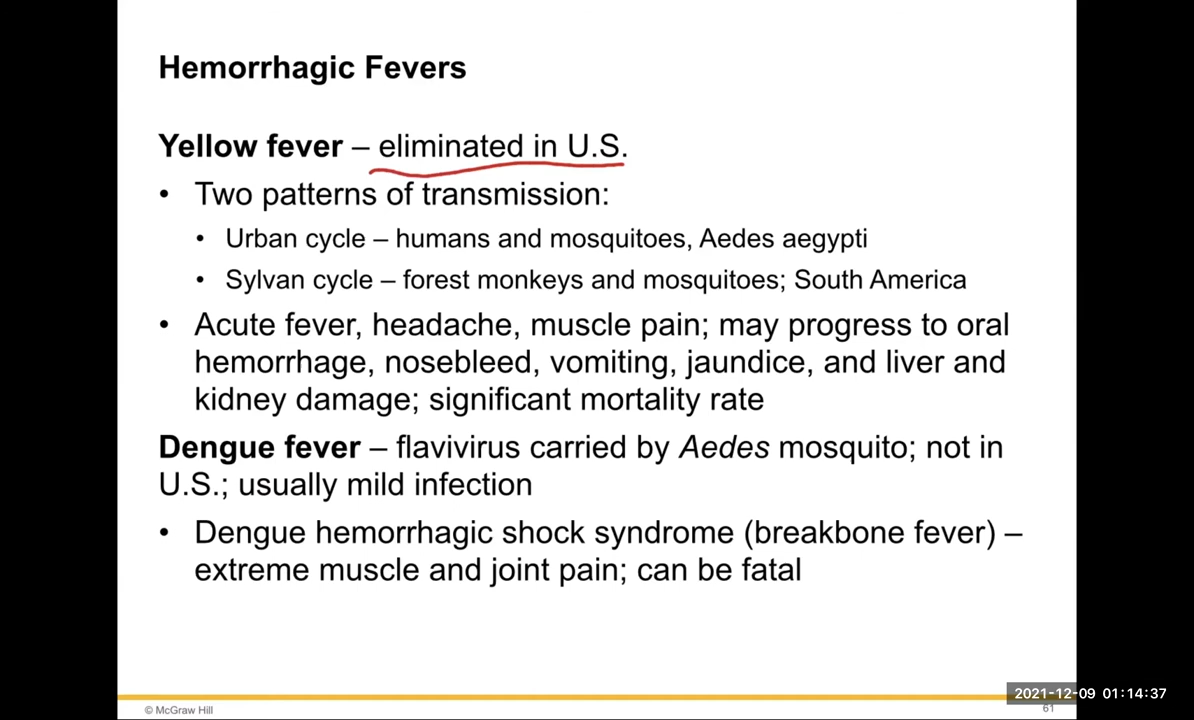 Hemorrhagic Fevers
Yellow fever – eliminated in U.S.
• Two patterns of transmission:
• Urban cycle – humans and mosquitoes, Aedes aegypti
• Sylvan cycle – forest monkeys and mosquitoes; South America
• Acute fever, headache, muscle pain; may progress to oral
hemorrhage, nosebleed, vomiting, jaundice, and liver and
kidney damage; significant mortality rate
Dengue fever – flavivirus carried by Aedes mosquito; not in
U.S.; usually mild infection
• Dengue hemorrhagic shock syndrome (breakbone fever) –
extreme muscle and joint pain; can be fatal
2021-12-09 01:14:37
© McGraw Hill
61